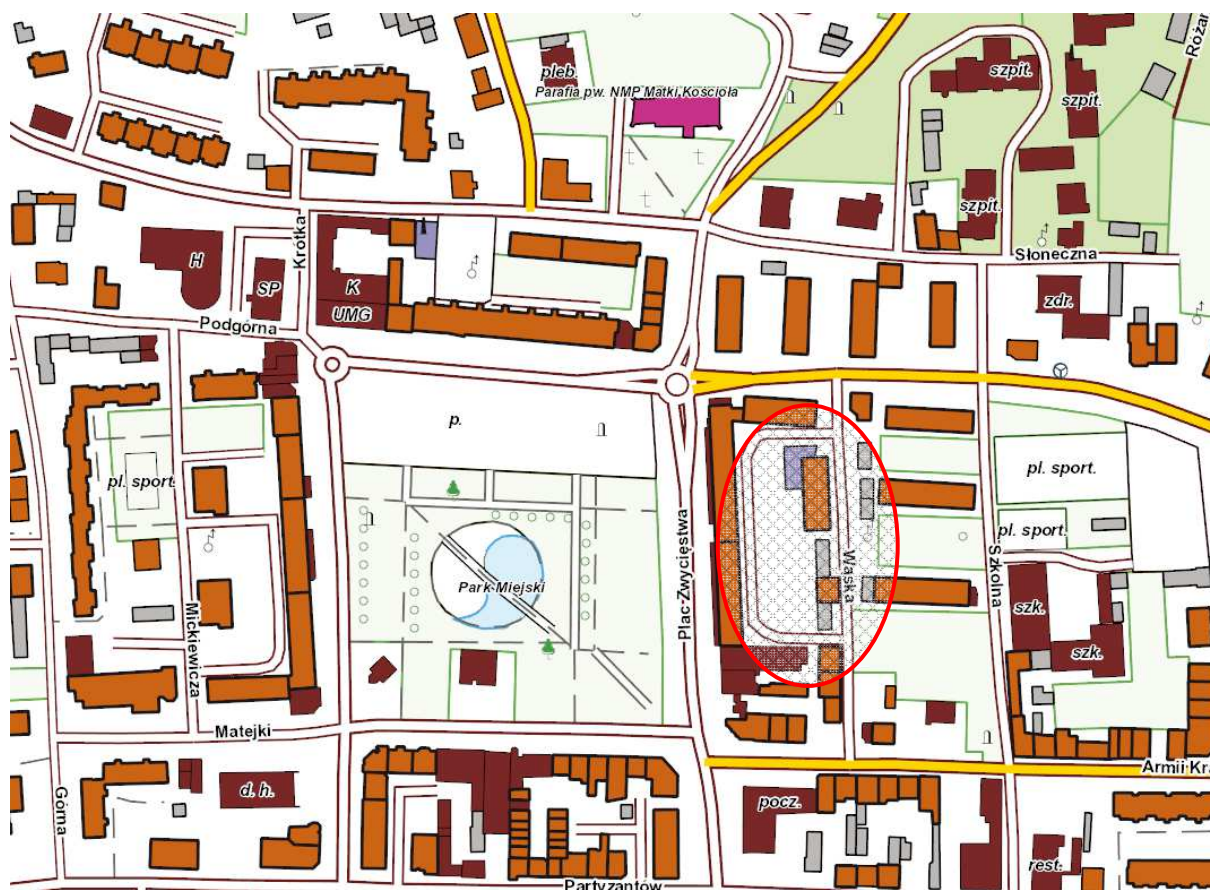 pleb.
Parafia pw. NMP Matki Kościoła
szpit.
szpit.
Różan
szpit.
Krótka
H
SP
K
UMG
Słoneczna
zdr.
Podgórna
p.
pl. sport.
pl. sport.
pl. sport.
Park Miejski
Plac Zwycięstwa
Wąska
Szkolna
szk.
szk.
Mickiewicza
Matejki
Armii Kra
Górna
d. h.
pocz.
rest.
Partyzantów